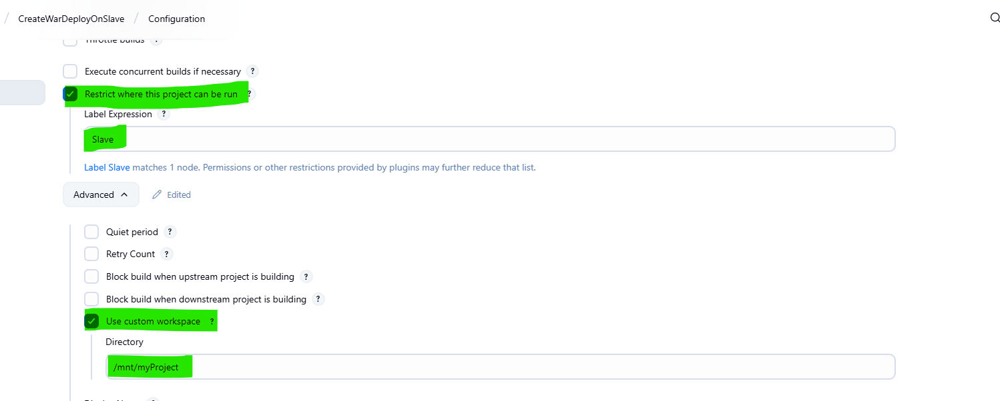 / CreateWarDeployOnSlave / Configuration
Throttle builds ?
Execute concurrent builds if necessary ?
Restrict where this project can be run ?
Label Expression ?
Slave
Label Slave matches 1 node. Permissions or other restrictions provided by plugins may further reduce that list.
Advanced Edited
Quiet period ?
Retry Count ?
Block build when upstream project is building ?
Block build when downstream project is building ?
Use custom workspace ?
Directory
/mnt/myProject